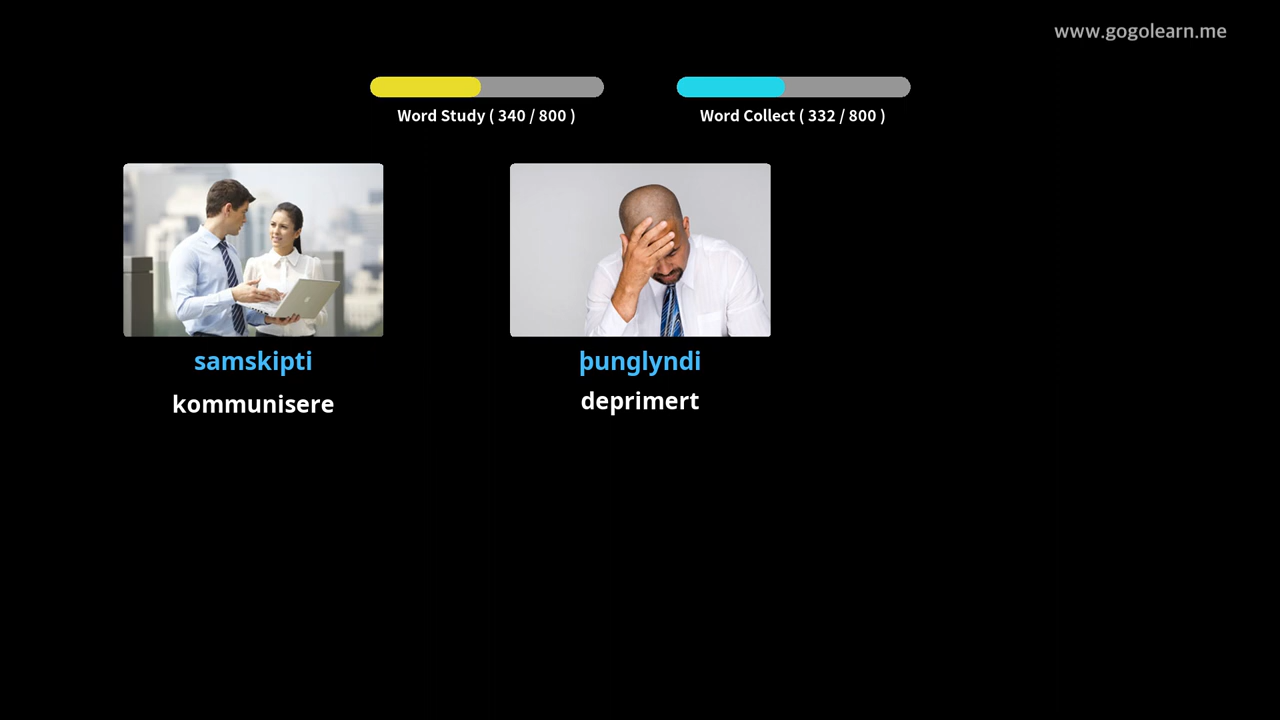 www.gogolearn.me
Word Study ( 340 / 800 )
Word Collect ( 332 / 800 )
samskipti
þunglyndi
kommunisere
deprimert